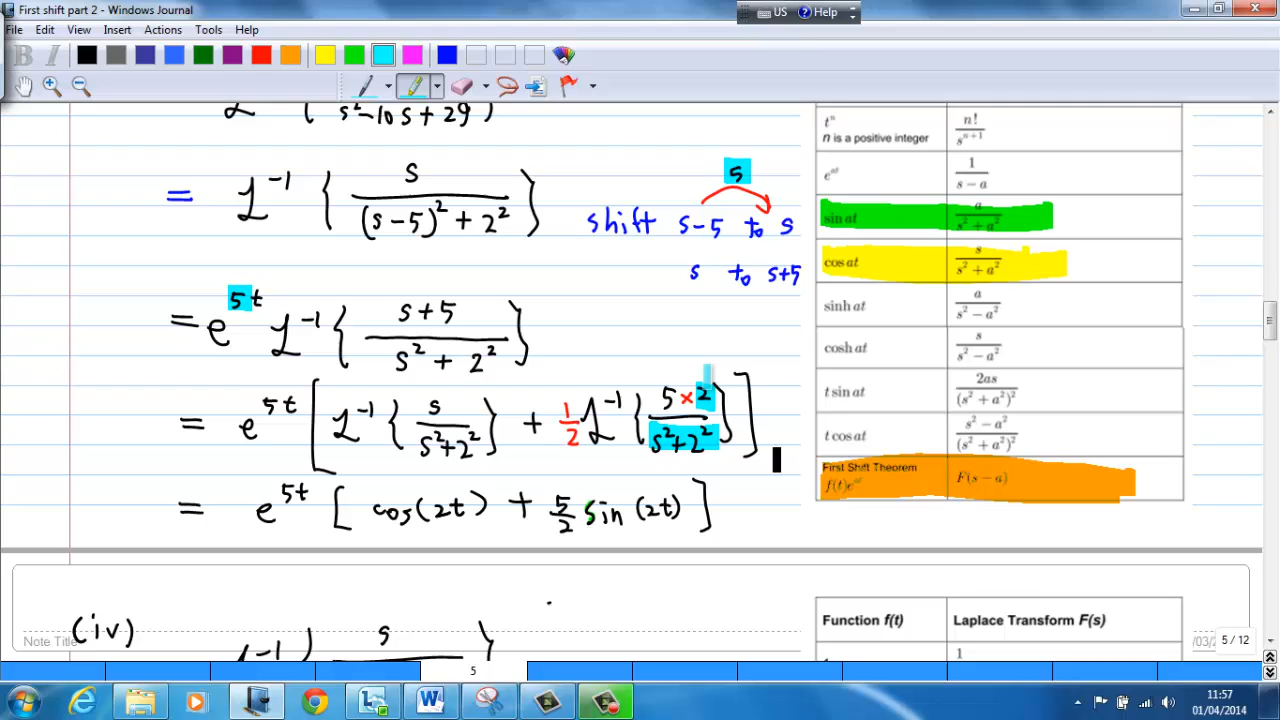 First shift part 2 - Windows Journal
US Help
File Edit View Insert Actions Tools Help
B I
s²-10s+29
= ℒ⁻¹ { s / ((s-5)² + 2²) }
5
shift s-5 to s
s to s+5
= e^(5t) ℒ⁻¹ { (s+5) / (s² + 2²) }
= e^(5t) [ ℒ⁻¹ { s / (s²+2²) } + 1/2 ℒ⁻¹ { (5 × 2) / (s²+2²) } ]
= e^(5t) [ cos(2t) + 5/2 sin(2t) ]
tⁿ
n is a positive integer
n! / s^(n+1)
e^(at) 1 / (s-a)
sin at a / (s² + a²)
cos at s / (s² + a²)
sinh at a / (s² - a²)
cosh at s / (s² - a²)
t sin at 2as / (s² + a²)²
t cos at (s² - a²) / (s² + a²)²
First Shift Theorem
f(t)e^(at) F(s-a)
(iv)
Note Title
ℒ⁻¹ s
Function f(t) Laplace Transform F(s)
1
5 / 12
5
11:57
01/04/2014